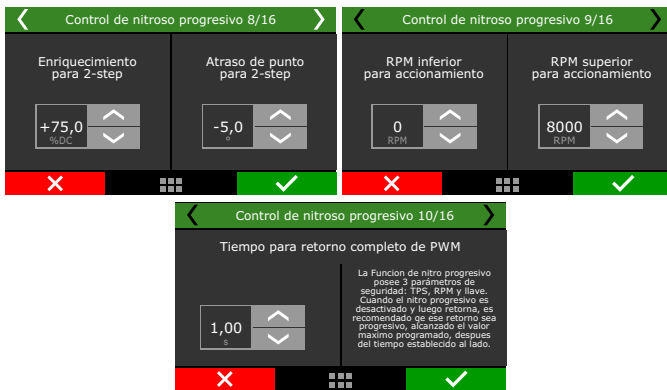 Control de nitroso progresivo 8/16
Enriquecimiento
para 2-step
Atraso de punto
para 2-step
+75,0
%DC
-5,0
°
Control de nitroso progresivo 9/16
RPM inferior
para accionamiento
RPM superior
para accionamiento
0
RPM
8000
RPM
Control de nitroso progresivo 10/16
Tiempo para retorno completo de PWM
1,00
s
La Funcion de nitro progresivo
posee 3 parámetros de
seguridad: TPS, RPM y llave.
Cuando el nitro progresivo es
desactivado y luego retorna, es
recomendado que ese retorno sea
progresivo, alcanzado el valor
maximo programado, despues
del tiempo establecido al lado.